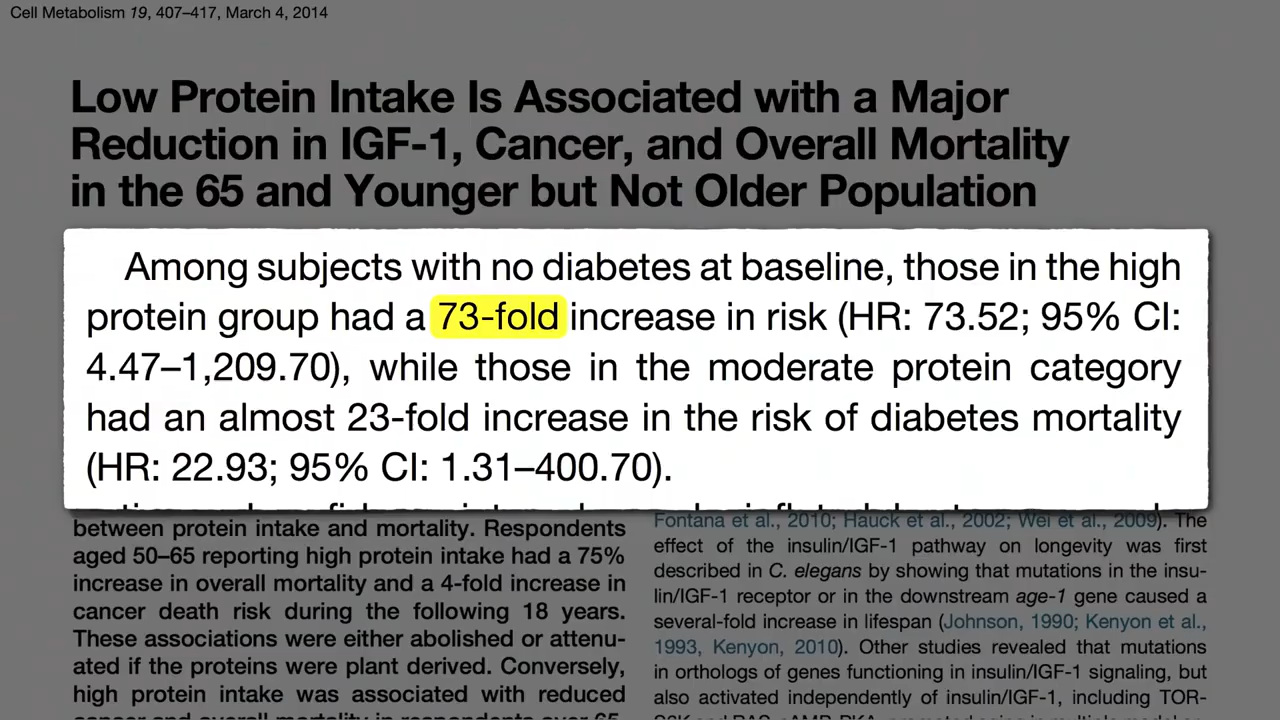 Cell Metabolism 19, 407–417, March 4, 2014
Low Protein Intake Is Associated with a Major
Reduction in IGF-1, Cancer, and Overall Mortality
in the 65 and Younger but Not Older Population
Among subjects with no diabetes at baseline, those in the high
protein group had a 73-fold increase in risk (HR: 73.52; 95% CI:
4.47–1,209.70), while those in the moderate protein category
had an almost 23-fold increase in the risk of diabetes mortality
(HR: 22.93; 95% CI: 1.31–400.70).
between protein intake and mortality. Respondents
aged 50–65 reporting high protein intake had a 75%
increase in overall mortality and a 4-fold increase in
cancer death risk during the following 18 years.
These associations were either abolished or attenu-
ated if the proteins were plant derived. Conversely,
high protein intake was associated with reduced
cancer and overall mortality in respondents over 65,
Fontana et al., 2010; Hauck et al., 2002; Wei et al., 2009). The
effect of the insulin/IGF-1 pathway on longevity was first
described in C. elegans by showing that mutations in the insu-
lin/IGF-1 receptor or in the downstream age-1 gene caused a
several-fold increase in lifespan (Johnson, 1990; Kenyon et al.,
1993, Kenyon, 2010). Other studies revealed that mutations
in orthologs of genes functioning in insulin/IGF-1 signaling, but
also activated independently of insulin/IGF-1, including TOR-